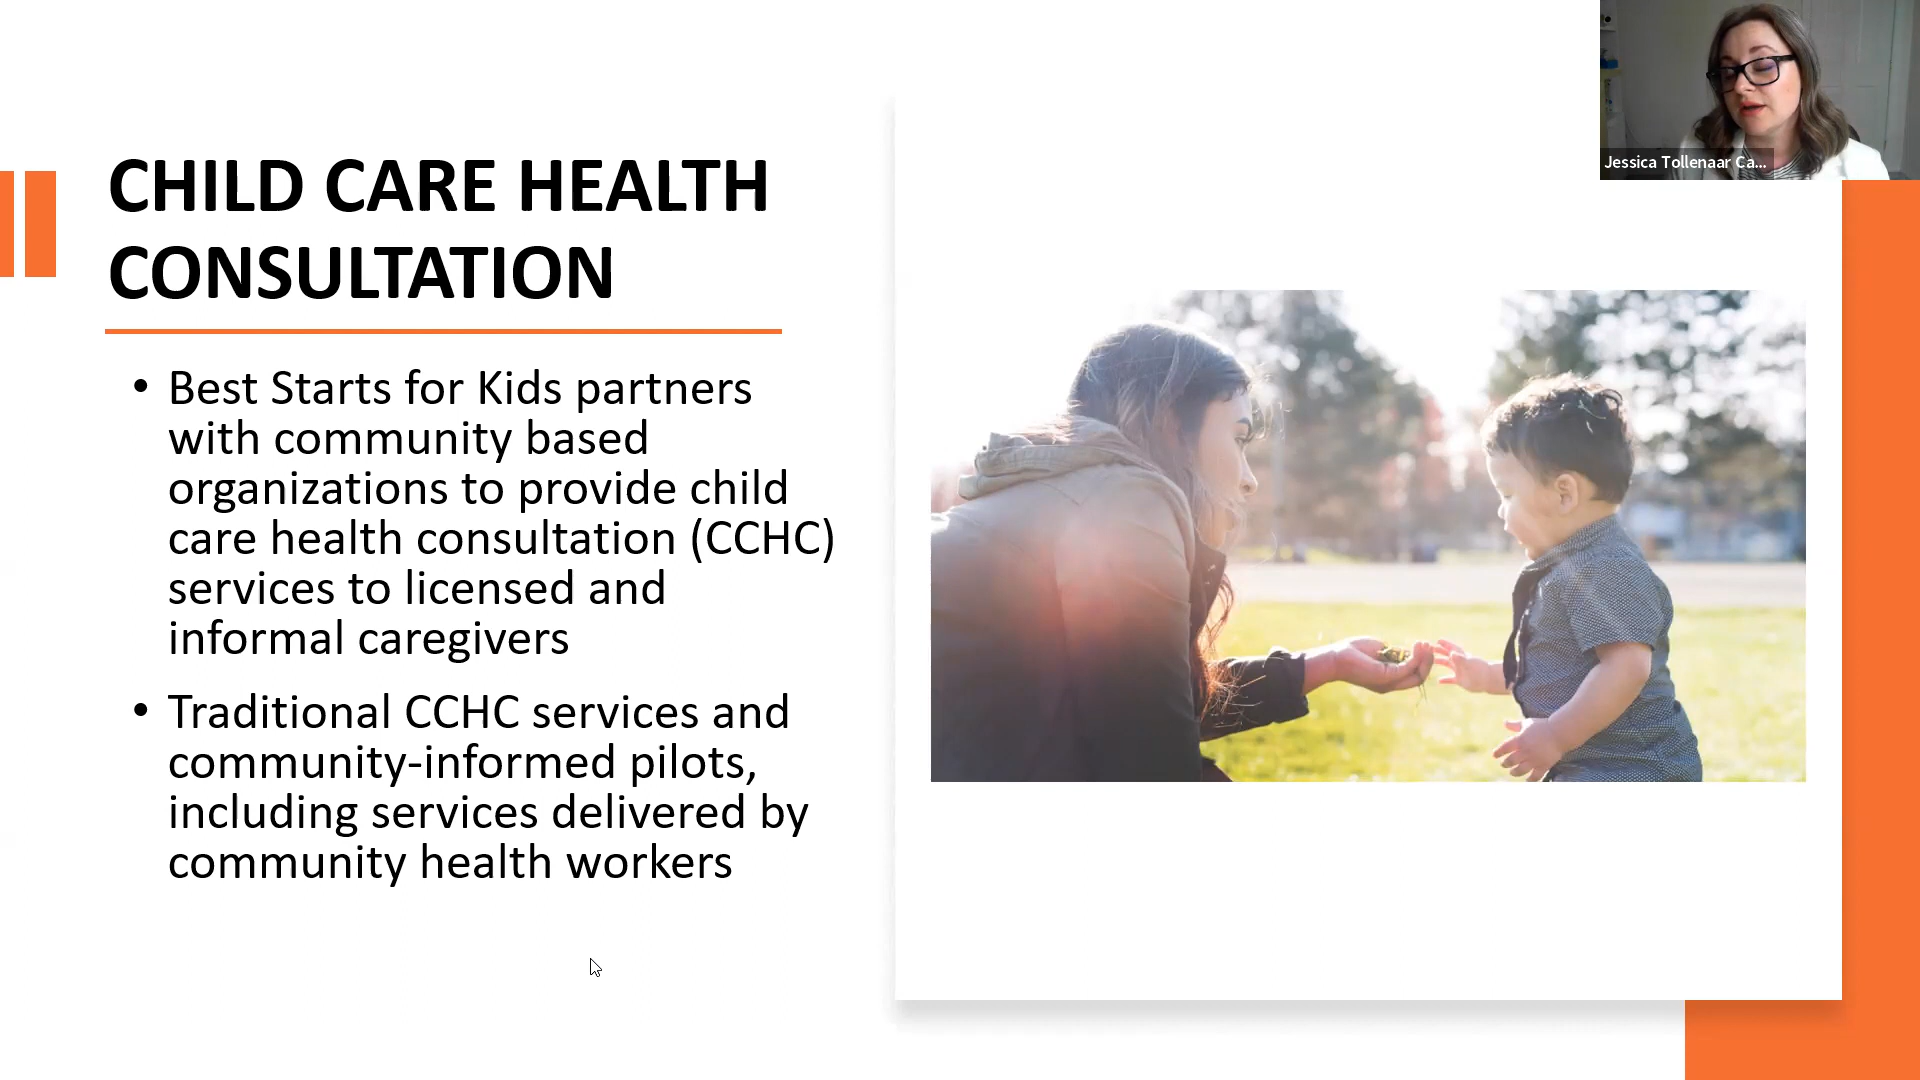 CHILD CARE HEALTH
CONSULTATION
• Best Starts for Kids partners
with community based
organizations to provide child
care health consultation (CCHC)
services to licensed and
informal caregivers
• Traditional CCHC services and
community-informed pilots,
including services delivered by
community health workers
Jessica Tollenaar Ca...